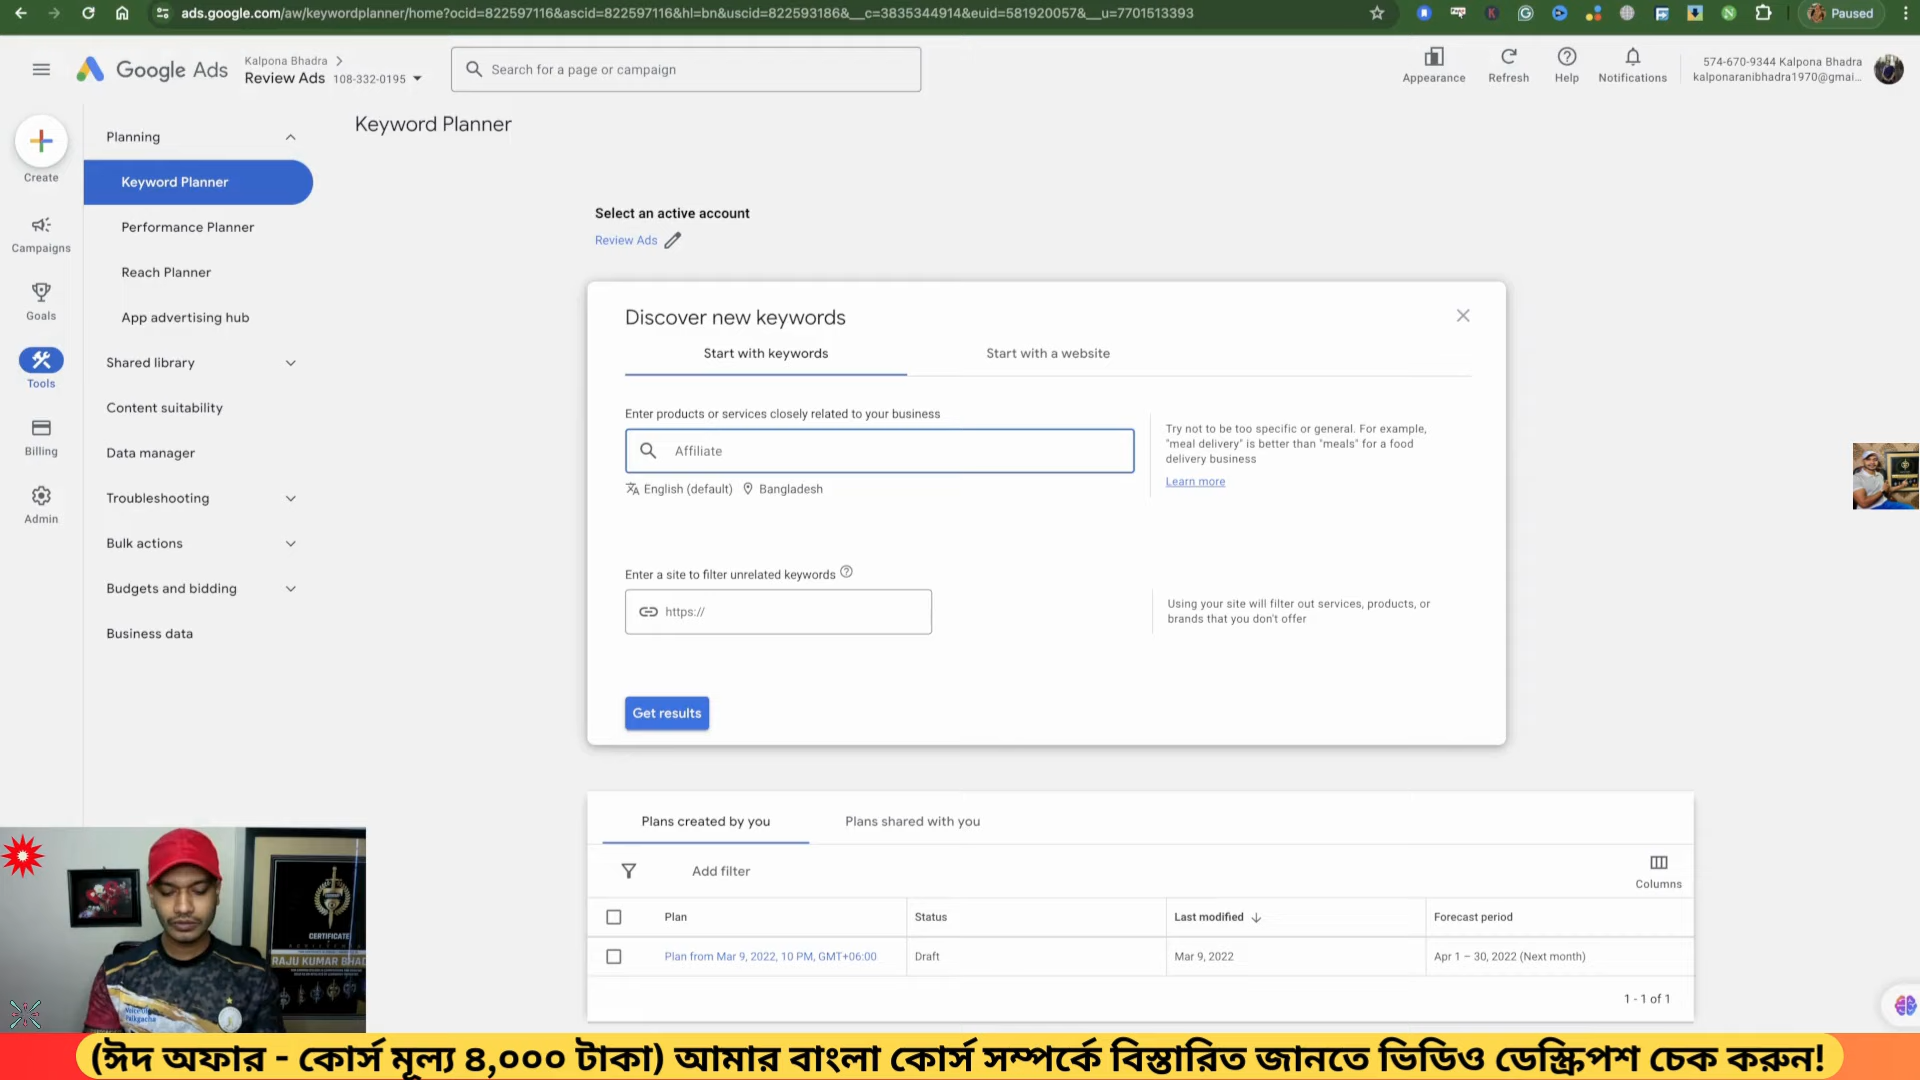 ads.google.com/aw/keywordplanner/home?ocid=822597116&ascid=822597116&hl=bn&uscid=822593186&__c=3835344914&euid=581920057&__u=7701513393
Paused
Google Ads
Kalpona Bhadra
Review Ads 108-332-0195
Search for a page or campaign
Appearance
Refresh
Help
Notifications
574-670-9344 Kalpona Bhadra
kalponaranibhadra1970@gmai...
Create
Campaigns
Goals
Tools
Billing
Admin
Planning
Keyword Planner
Performance Planner
Reach Planner
App advertising hub
Shared library
Content suitability
Data manager
Troubleshooting
Bulk actions
Budgets and bidding
Business data
Keyword Planner
Select an active account
Review Ads
Discover new keywords
Start with keywords
Start with a website
Enter products or services closely related to your business
Affiliate
English (default) Bangladesh
Try not to be too specific or general. For example,
"meal delivery" is better than "meals" for a food
delivery business
Learn more
Enter a site to filter unrelated keywords
https://
Using your site will filter out services, products, or
brands that you don't offer
Get results
Plans created by you
Plans shared with you
Add filter
Columns
Plan Status Last modified Forecast period
Plan from Mar 9, 2022, 10 PM, GMT+06:00 Draft Mar 9, 2022 Apr 1 – 30, 2022 (Next month)
1 - 1 of 1
CERTIFICATE
RAJU KUMAR BHAD
(ঈদ অফার - কোর্স মূল্য ৪,০০০ টাকা) আমার বাংলা কোর্স সম্পর্কে বিস্তারিত জানতে ভিডিও ডেস্ক্রিপশ চেক করুন!